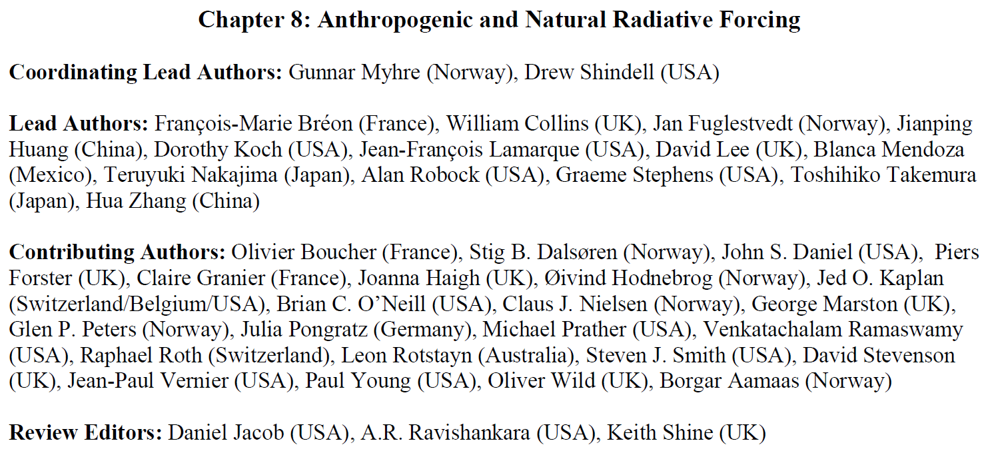 Chapter 8: Anthropogenic and Natural Radiative Forcing
Coordinating Lead Authors: Gunnar Myhre (Norway), Drew Shindell (USA)
Lead Authors: François-Marie Bréon (France), William Collins (UK), Jan Fuglestvedt (Norway), Jianping
Huang (China), Dorothy Koch (USA), Jean-François Lamarque (USA), David Lee (UK), Blanca Mendoza
(Mexico), Teruyuki Nakajima (Japan), Alan Robock (USA), Graeme Stephens (USA), Toshihiko Takemura
(Japan), Hua Zhang (China)
Contributing Authors: Olivier Boucher (France), Stig B. Dalsøren (Norway), John S. Daniel (USA),  Piers
Forster (UK), Claire Granier (France), Joanna Haigh (UK), Øivind Hodnebrog (Norway), Jed O. Kaplan
(Switzerland/Belgium/USA), Brian C. O’Neill (USA), Claus J. Nielsen (Norway), George Marston (UK),
Glen P. Peters (Norway), Julia Pongratz (Germany), Michael Prather (USA), Venkatachalam Ramaswamy
(USA), Raphael Roth (Switzerland), Leon Rotstayn (Australia), Steven J. Smith (USA), David Stevenson
(UK), Jean-Paul Vernier (USA), Paul Young (USA), Oliver Wild (UK), Borgar Aamaas (Norway)
Review Editors: Daniel Jacob (USA), A.R. Ravishankara (USA), Keith Shine (UK)